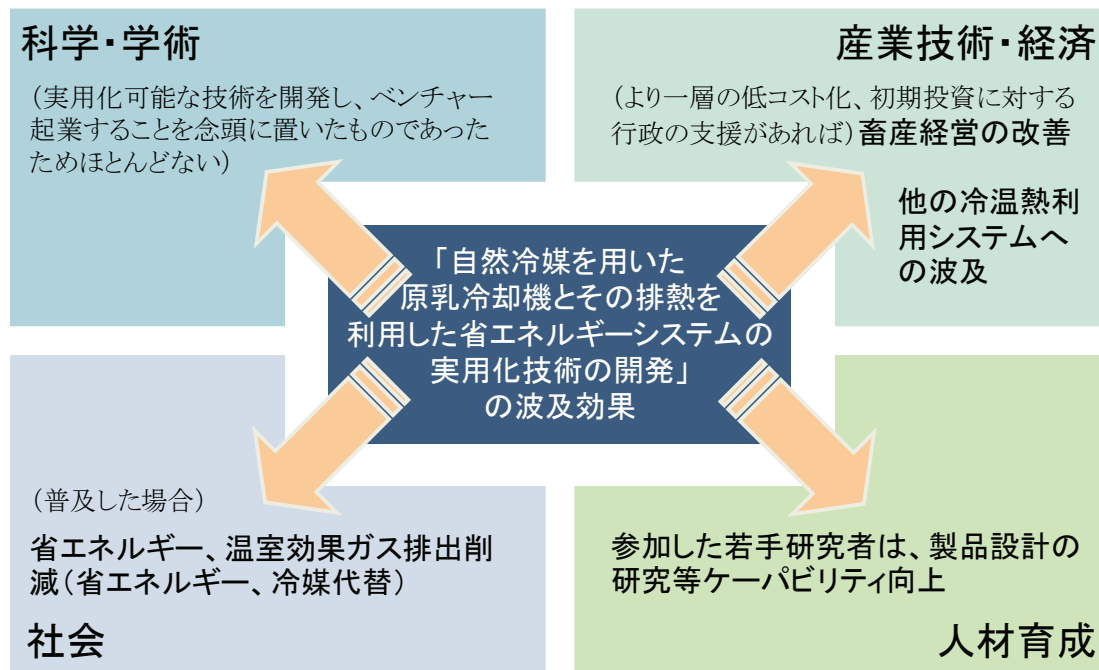 科学・学術
（実用化可能な技術を開発し、ベンチャー
起業することを念頭に置いたものであった
ためほとんどない）
産業技術・経済
（より一層の低コスト化、初期投資に対する
行政の支援があれば）畜産経営の改善
他の冷温熱利
用システムへ
の波及
「自然冷媒を用いた
原乳冷却機とその排熱を
利用した省エネルギーシステムの
実用化技術の開発」
の波及効果
（普及した場合）
省エネルギー、温室効果ガス排出削
減（省エネルギー、冷媒代替）
社会
参加した若手研究者は、製品設計の
研究等ケーパビリティ向上
人材育成